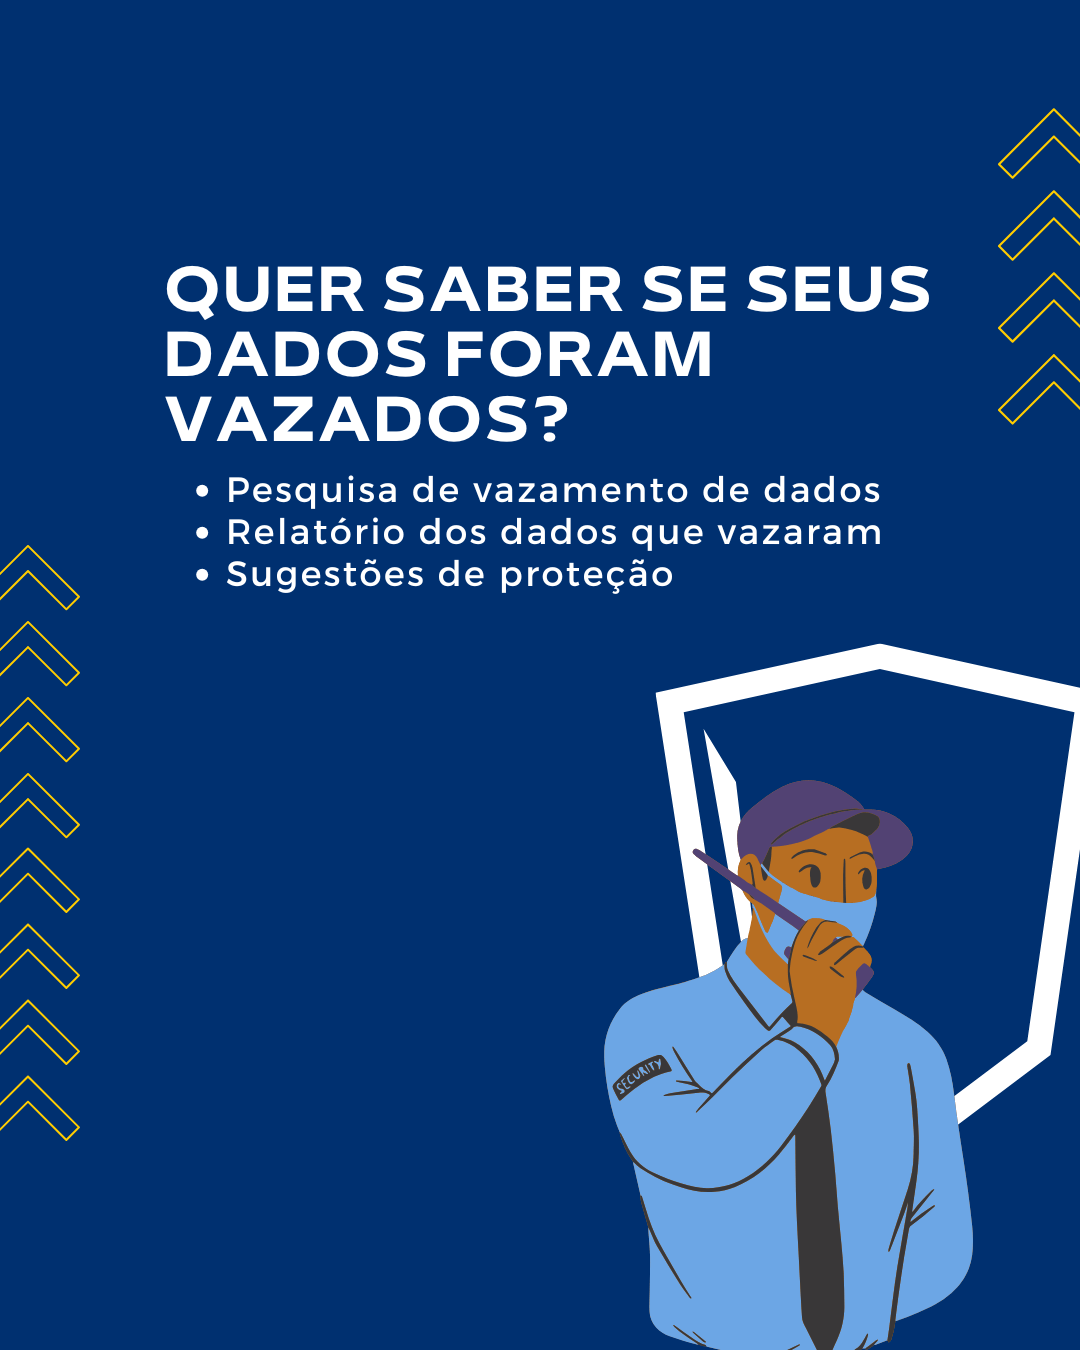 QUER SABER SE SEUS
DADOS FORAM
VAZADOS?
• Pesquisa de vazamento de dados
• Relatório dos dados que vazaram
• Sugestões de proteção
SECURITY